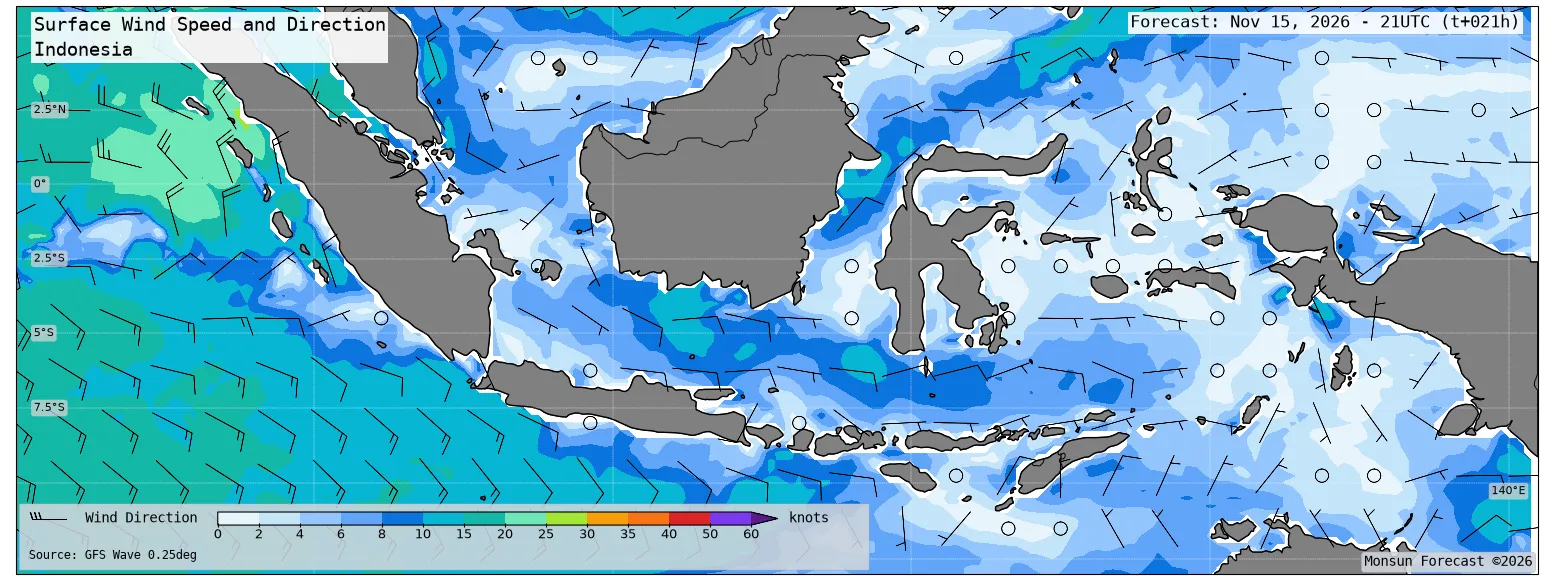 Surface Wind Speed and Direction
Indonesia
Forecast: Nov 15, 2026 - 21UTC (t+021h)
2.5°N
0°
2.5°S
5°S
7.5°S
140°E
Wind Direction
0 2 4 6 8 10 15 20 25 30 35 40 50 60
knots
Source: GFS Wave 0.25deg
Monsun Forecast ©2026